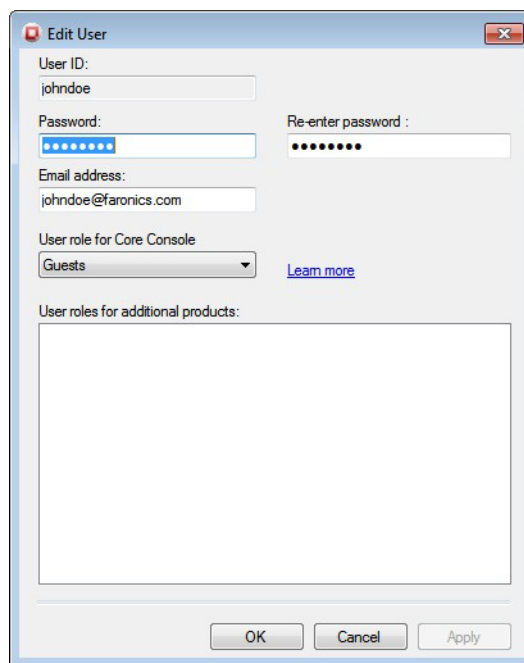 Edit User
User ID:
johndoe
Password: Re-enter password :
●●●●●●●● ●●●●●●●●
Email address:
johndoe@faronics.com
User role for Core Console
Guests Learn more
User roles for additional products:
OK Cancel Apply